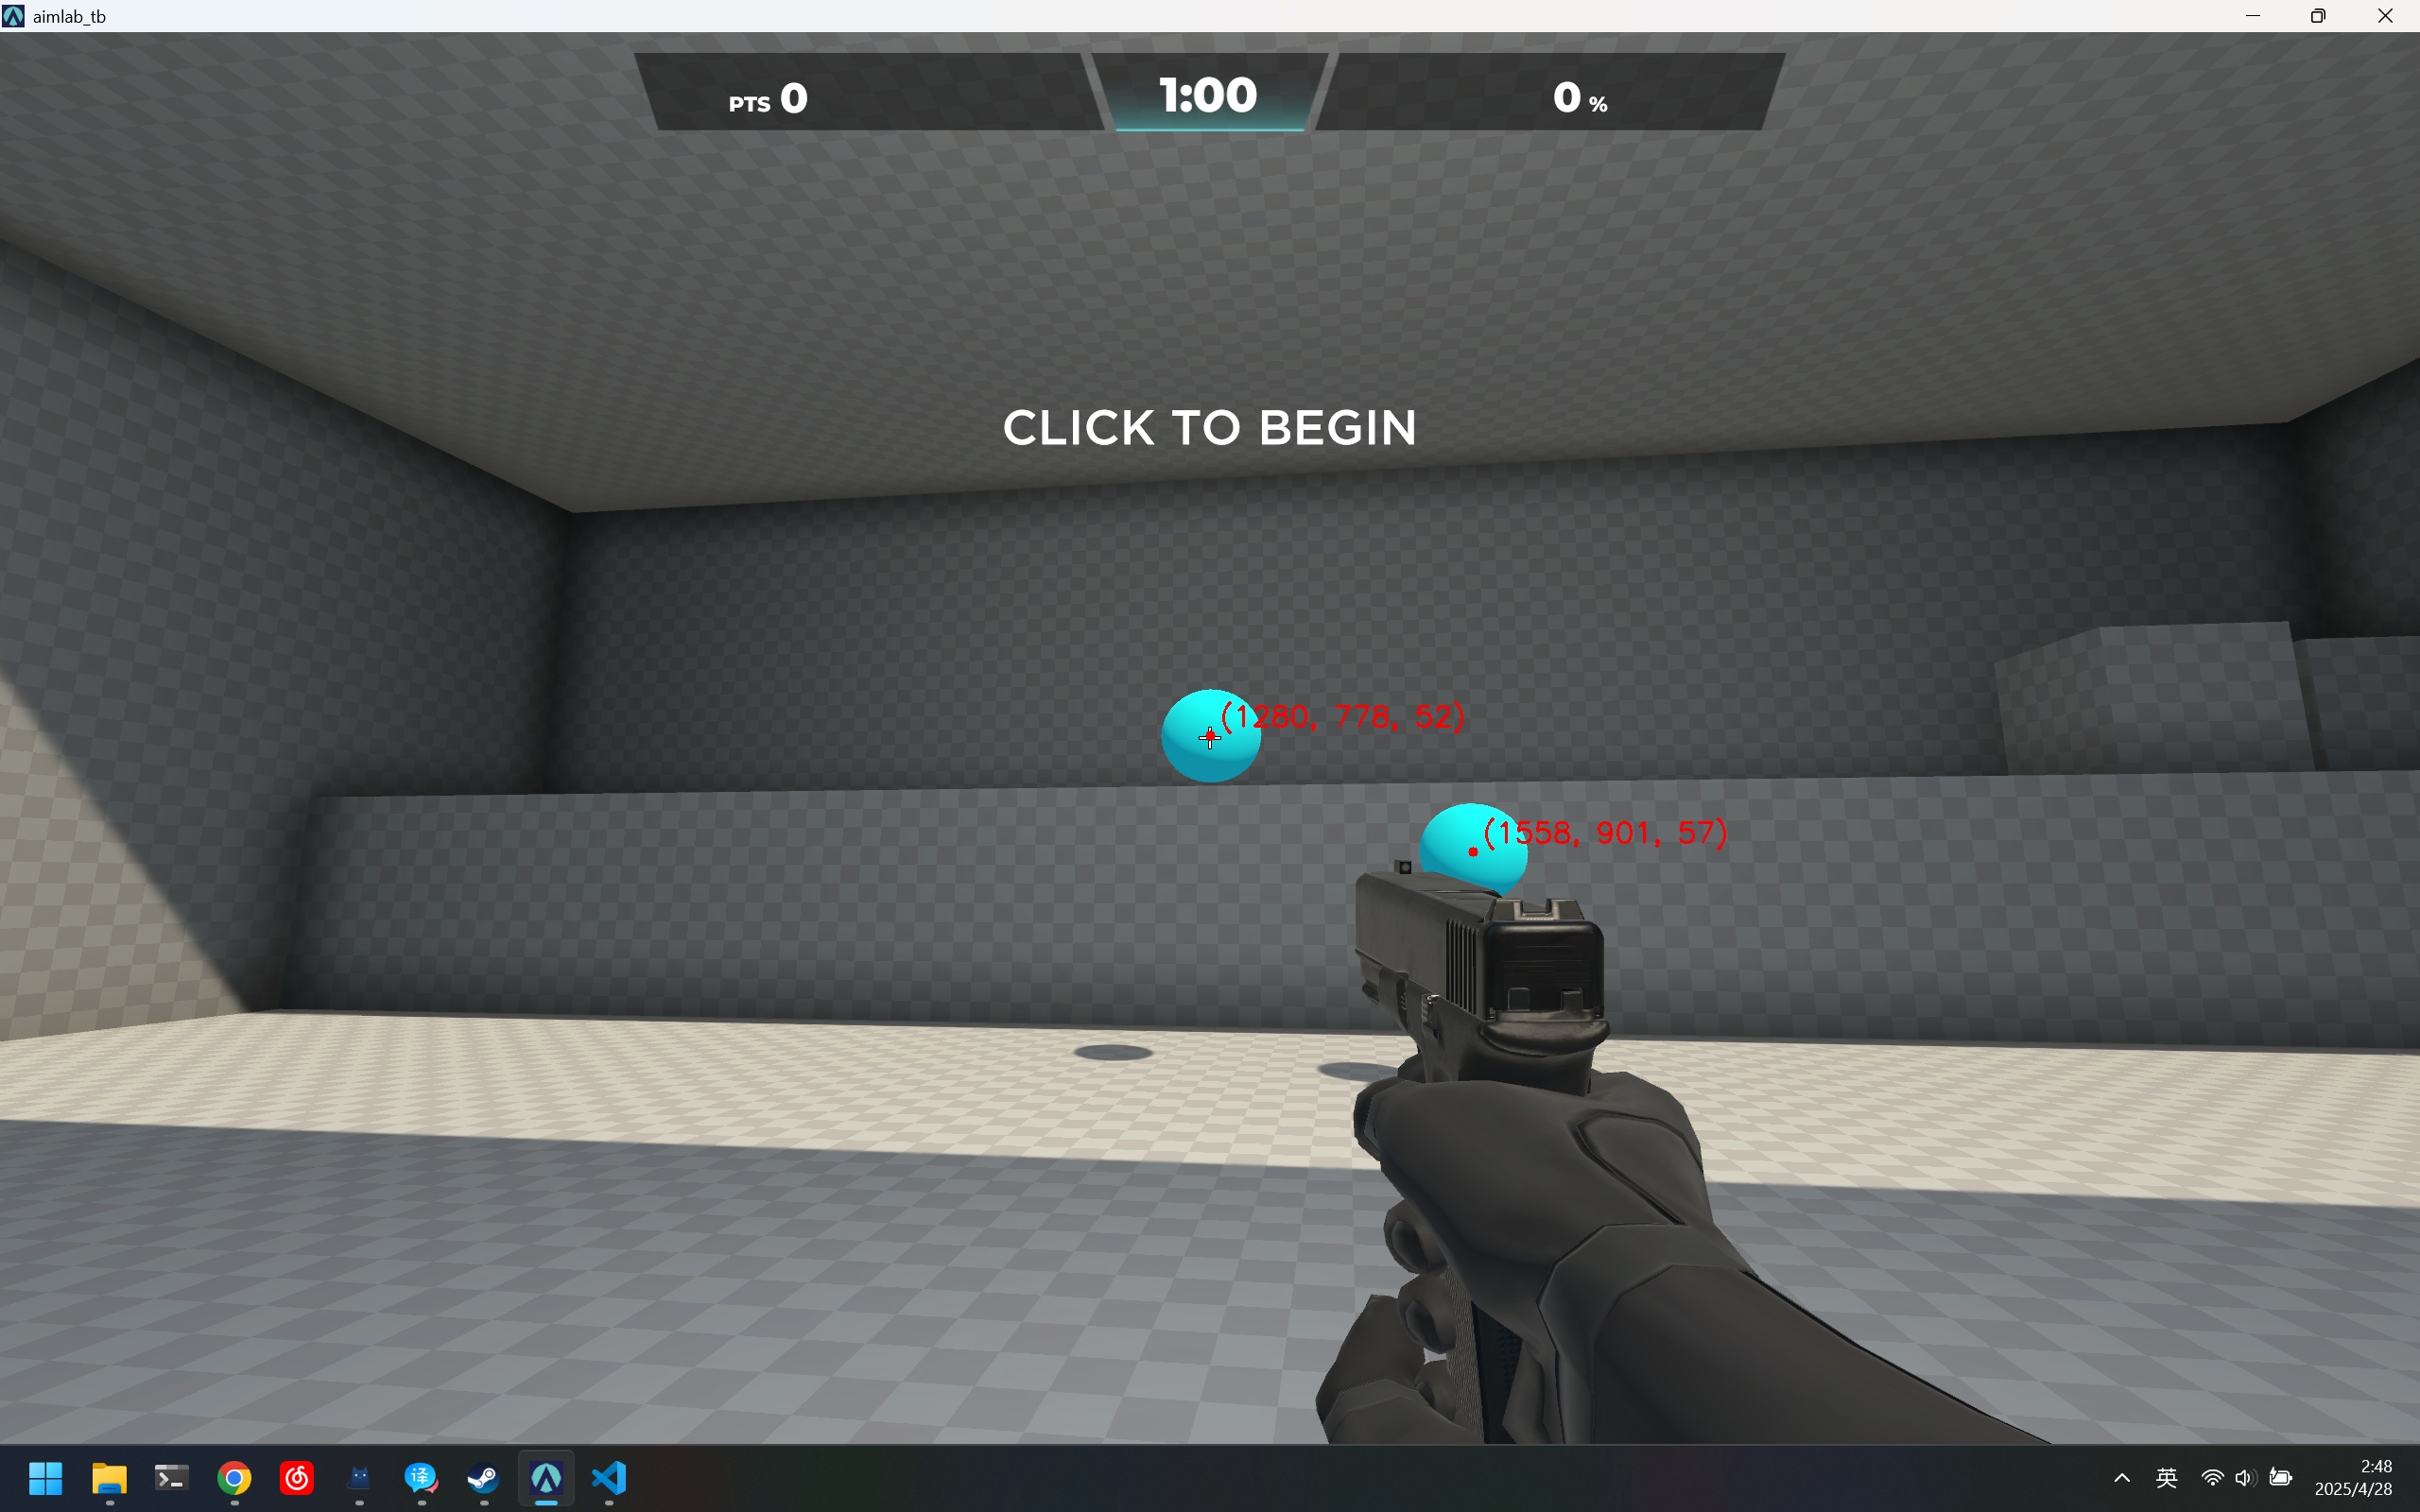 aimlab_tb
PTS 0
1:00
0 %
CLICK TO BEGIN
(1280, 778, 52)
(1558, 901, 57)
译
英
2:48
2025/4/28